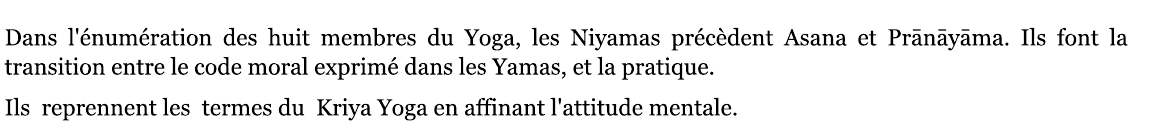 Dans l'énumération des huit membres du Yoga, les Niyamas précèdent Asana et Prānāyāma. Ils font la
transition entre le code moral exprimé dans les Yamas, et la pratique.
Ils reprennent les termes du Kriya Yoga en affinant l'attitude mentale.